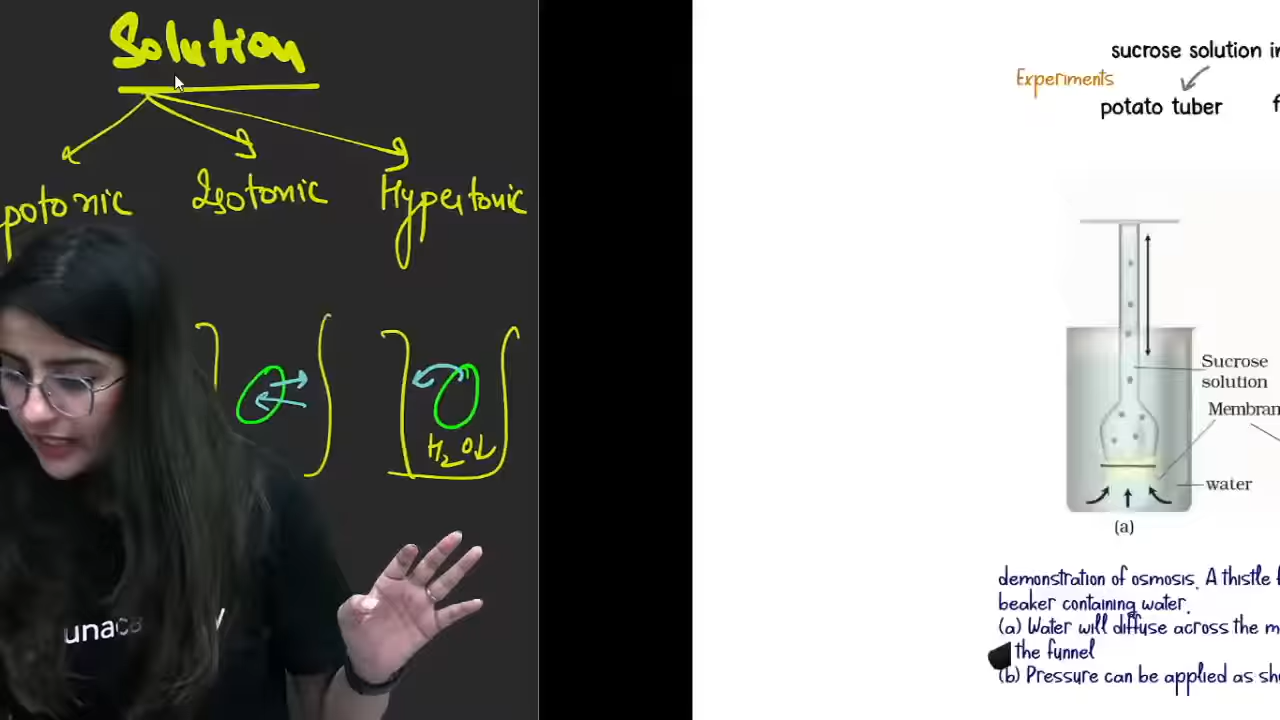 Solution
potonic Isotonic Hypertonic
H2O↓
sucrose solution in
Experiments
potato tuber
Sucrose
solution
Membran
water
(a)
demonstration of osmosis. A thistle f
beaker containing water.
(a) Water will diffuse across the m
the funnel
(b) Pressure can be applied as sh
unac
y